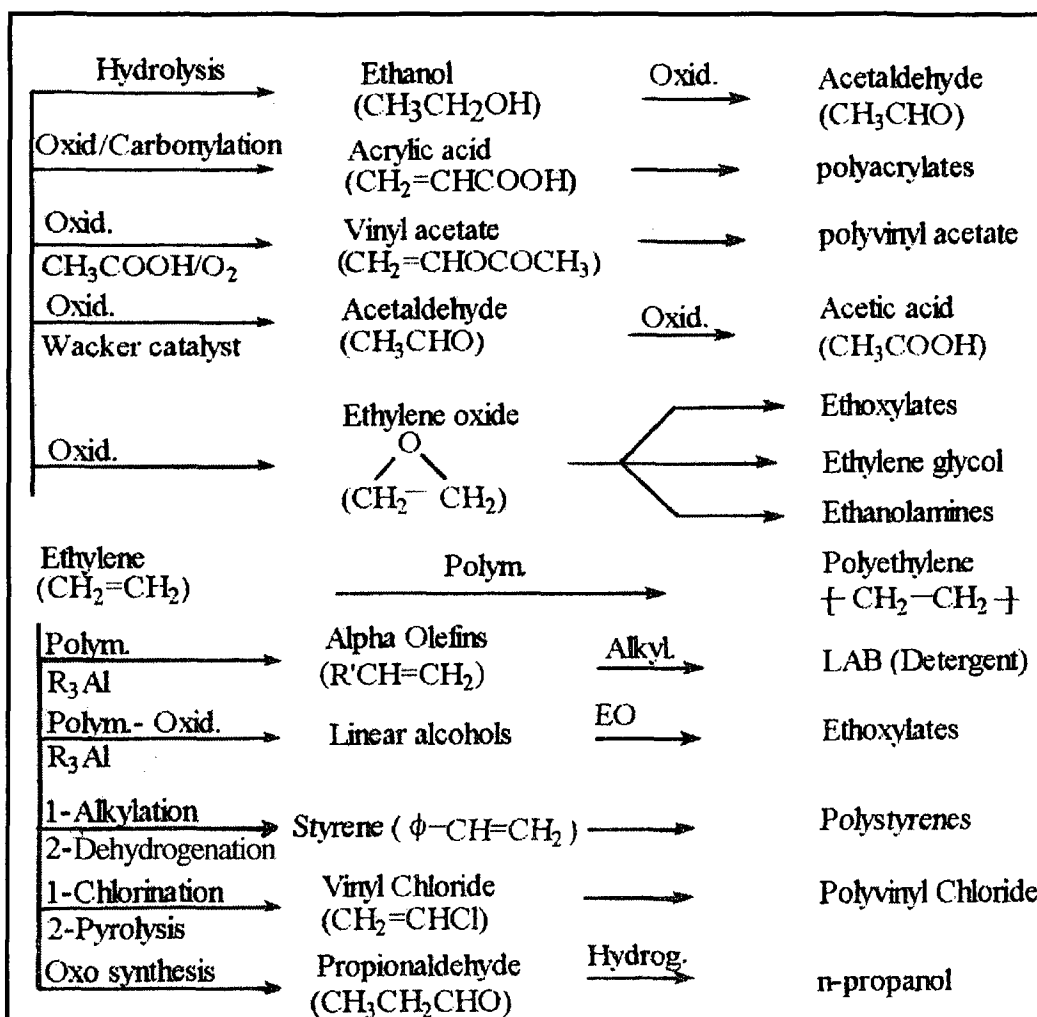 Hydrolysis Ethanol Oxid. Acetaldehyde
(CH₃CH₂OH) (CH₃CHO)
Oxid/Carbonylation Acrylic acid
(CH₂=CHCOOH) polyacrylates
Oxid. Vinyl acetate polyvinyl acetate
CH₃COOH/O₂ (CH₂=CHOCOCH₃)
Oxid. Acetaldehyde Oxid. Acetic acid
Wacker catalyst (CH₃CHO) (CH₃COOH)
Ethylene oxide Ethoxylates
Oxid. O Ethylene glycol
(CH₂– CH₂) Ethanolamines
Ethylene Polym. Polyethylene
(CH₂=CH₂) ⁅CH₂–CH₂⁆
Polym. Alpha Olefins Alkyl. LAB (Detergent)
R₃Al (R'CH=CH₂)
Polym.- Oxid. Linear alcohols EO Ethoxylates
R₃Al
1-Alkylation Styrene ( ϕ–CH=CH₂ ) Polystyrenes
2-Dehydrogenation
1-Chlorination Vinyl Chloride Polyvinyl Chloride
2-Pyrolysis (CH₂=CHCl)
Oxo synthesis Propionaldehyde Hydrog. n-propanol
(CH₃CH₂CHO)